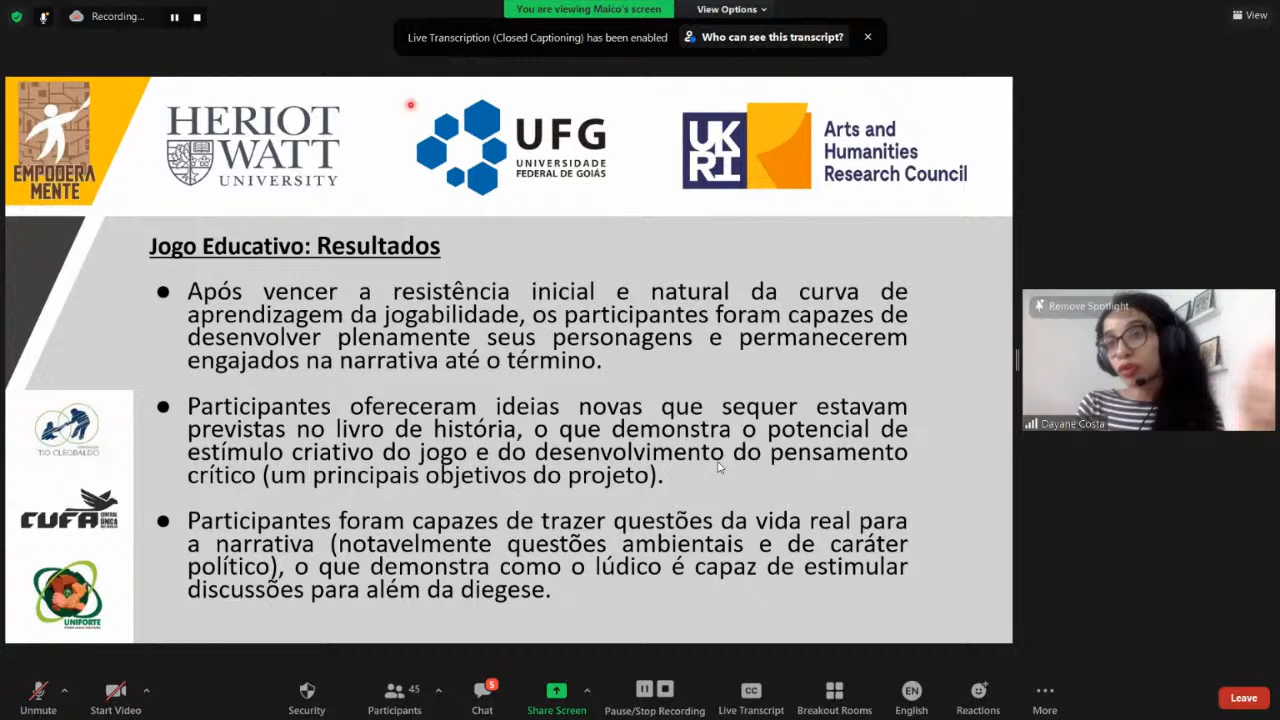 Recording...
You are viewing Maico's screen
View Options
View
Live Transcription (Closed Captioning) has been enabled
Who can see this transcript?
EMPODERA
MENTE
HERIOT
WATT
UNIVERSITY
UFG
UNIVERSIDADE
FEDERAL DE GOIÁS
UK
RI
Arts and
Humanities
Research Council
Jogo Educativo: Resultados
● Após vencer a resistência inicial e natural da curva de
aprendizagem da jogabilidade, os participantes foram capazes de
desenvolver plenamente seus personagens e permanecerem
engajados na narrativa até o término.
● Participantes ofereceram ideias novas que sequer estavam
previstas no livro de história, o que demonstra o potencial de
estímulo criativo do jogo e do desenvolvimento do pensamento
crítico (um principais objetivos do projeto).
● Participantes foram capazes de trazer questões da vida real para
a narrativa (notavelmente questões ambientais e de caráter
político), o que demonstra como o lúdico é capaz de estimular
discussões para além da diegese.
TIO CLEOBALDO
CUFA
CENTRAL
ÚNICA
DAS FAVELAS
UNIFORTE
Remove Spotlight
Dayane Costa
Unmute
Start Video
Security
45
Participants
5
Chat
Share Screen
Pause/Stop Recording
CC
Live Transcript
Breakout Rooms
EN
English
Reactions
More
Leave